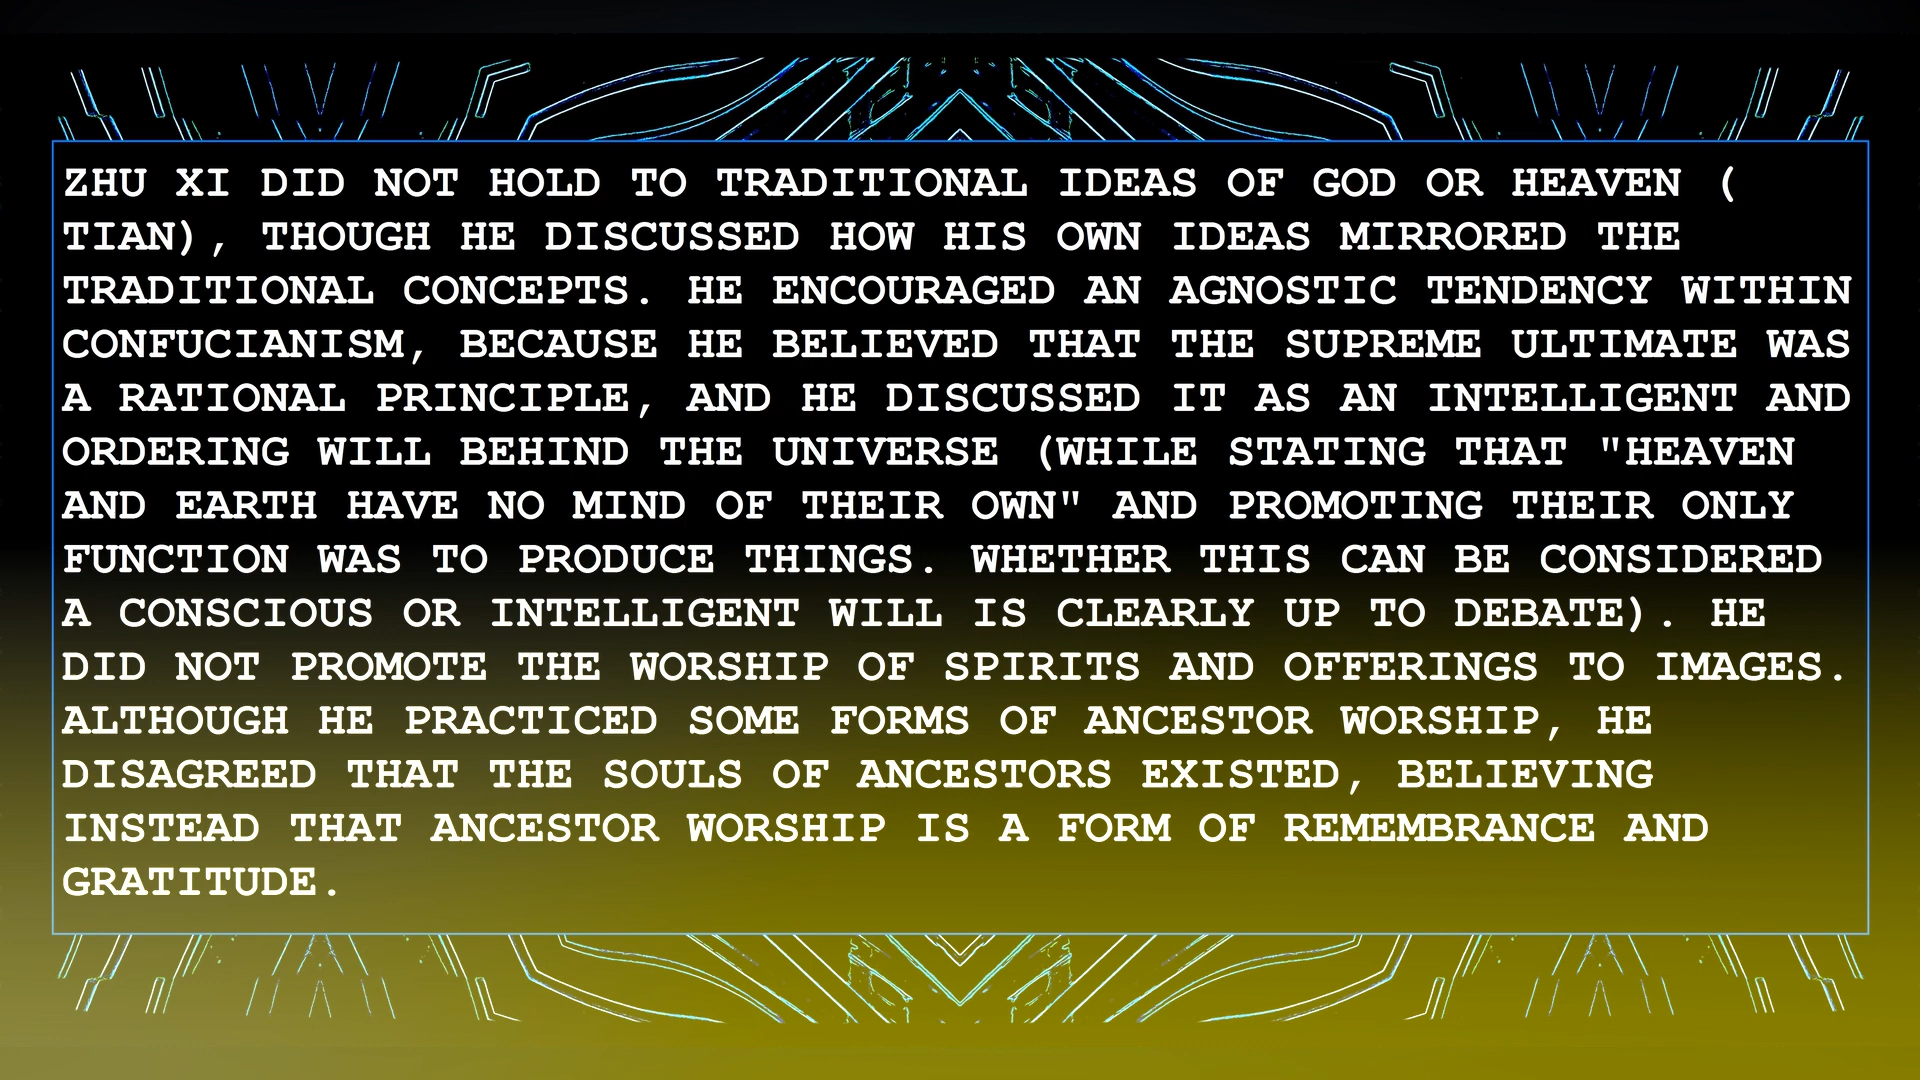 ZHU XI DID NOT HOLD TO TRADITIONAL IDEAS OF GOD OR HEAVEN (
TIAN), THOUGH HE DISCUSSED HOW HIS OWN IDEAS MIRRORED THE
TRADITIONAL CONCEPTS. HE ENCOURAGED AN AGNOSTIC TENDENCY WITHIN
CONFUCIANISM, BECAUSE HE BELIEVED THAT THE SUPREME ULTIMATE WAS
A RATIONAL PRINCIPLE, AND HE DISCUSSED IT AS AN INTELLIGENT AND
ORDERING WILL BEHIND THE UNIVERSE (WHILE STATING THAT "HEAVEN
AND EARTH HAVE NO MIND OF THEIR OWN" AND PROMOTING THEIR ONLY
FUNCTION WAS TO PRODUCE THINGS. WHETHER THIS CAN BE CONSIDERED
A CONSCIOUS OR INTELLIGENT WILL IS CLEARLY UP TO DEBATE). HE
DID NOT PROMOTE THE WORSHIP OF SPIRITS AND OFFERINGS TO IMAGES.
ALTHOUGH HE PRACTICED SOME FORMS OF ANCESTOR WORSHIP, HE
DISAGREED THAT THE SOULS OF ANCESTORS EXISTED, BELIEVING
INSTEAD THAT ANCESTOR WORSHIP IS A FORM OF REMEMBRANCE AND
GRATITUDE.